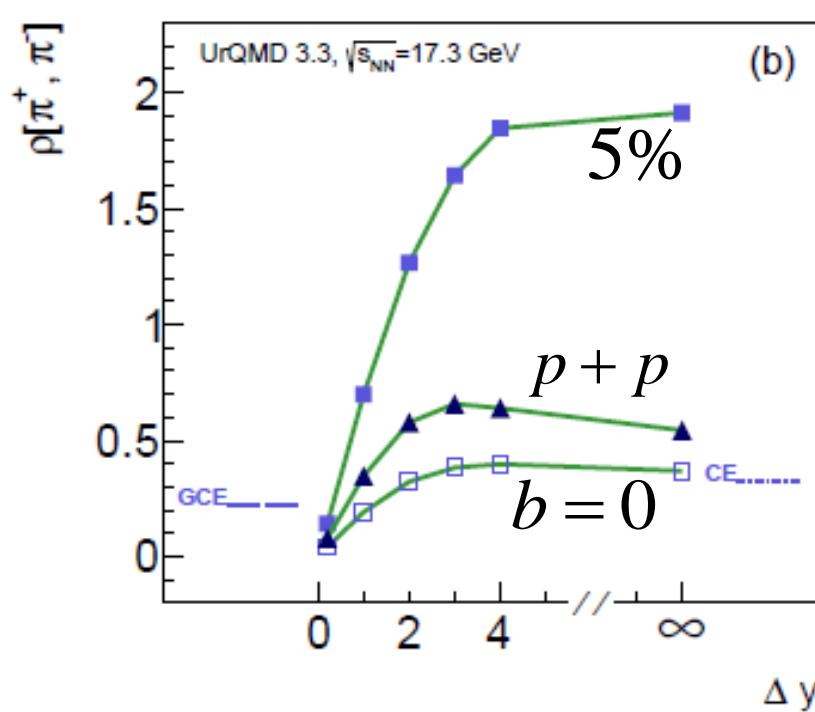 ρ[π⁺, π⁻]
UrQMD 3.3, √sNN=17.3 GeV
(b)
2
5%
1.5
1
p + p
0.5
GCE
CE
b = 0
0
0 2 4 // ∞
Δ y